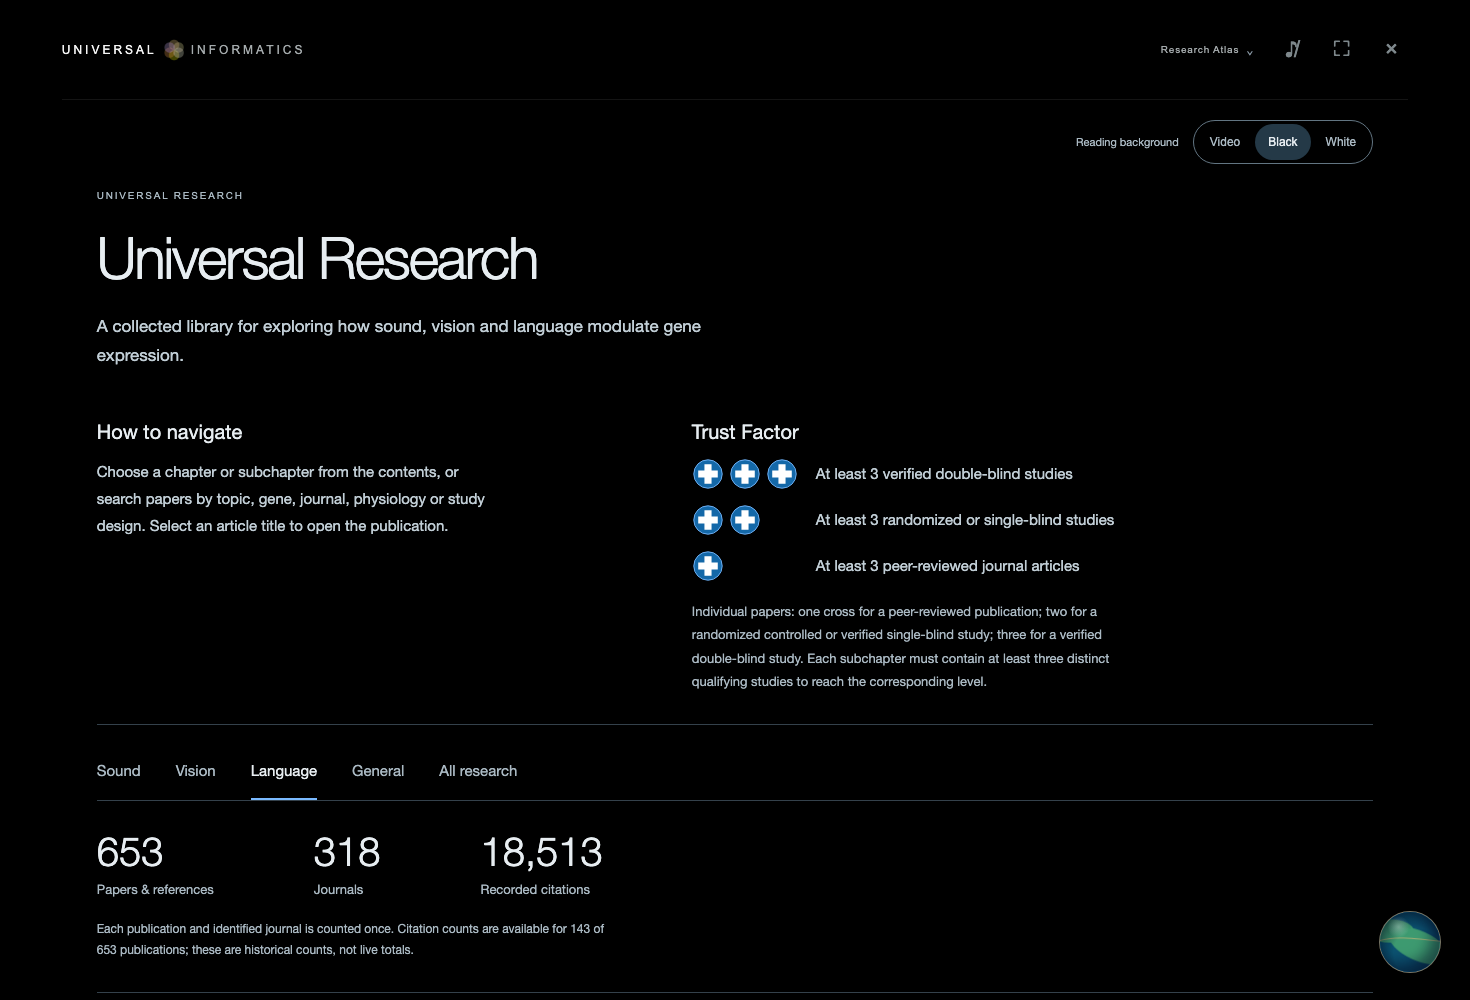 UNIVERSAL INFORMATICS
Research Atlas
Reading background
Video
Black
White
UNIVERSAL RESEARCH
Universal Research
A collected library for exploring how sound, vision and language modulate gene
expression.
How to navigate
Choose a chapter or subchapter from the contents, or
search papers by topic, gene, journal, physiology or study
design. Select an article title to open the publication.
Trust Factor
At least 3 verified double-blind studies
At least 3 randomized or single-blind studies
At least 3 peer-reviewed journal articles
Individual papers: one cross for a peer-reviewed publication; two for a
randomized controlled or verified single-blind study; three for a verified
double-blind study. Each subchapter must contain at least three distinct
qualifying studies to reach the corresponding level.
Sound
Vision
Language
General
All research
653
Papers & references
318
Journals
18,513
Recorded citations
Each publication and identified journal is counted once. Citation counts are available for 143 of
653 publications; these are historical counts, not live totals.